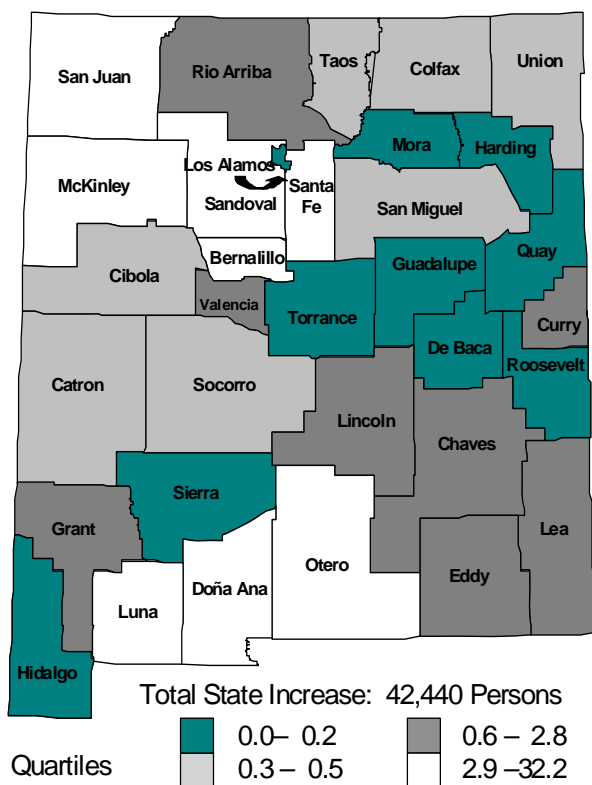 San Juan
Rio Arriba
Taos
Colfax
Union
Mora
Harding
Los Alamos
McKinley
Sandoval
Santa
Fe
San Miguel
Quay
Bernalillo
Guadalupe
Cibola
Valencia
Torrance
Curry
De Baca
Roosevelt
Catron
Socorro
Lincoln
Chaves
Sierra
Grant
Lea
Otero
Eddy
Doña Ana
Luna
Hidalgo
Total State Increase: 42,440 Persons
Quartiles
0.0– 0.2
0.6 – 2.8
0.3 – 0.5
2.9 –32.2